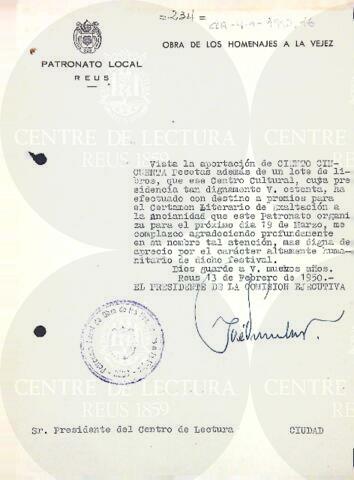 =234=
OBRA DE LOS HOMENAJES A LA VEJEZ
PATRONATO LOCAL
REUS
Vista la aportación de CIENTO CIN-
CUENTA Pesetas además de un lote de li-
bros, que ese Centro Cultural, cuya pre
sidencia tan dignamente V. ostenta, ha
efectuado con destino a premios para
el Certamen Literario de Exaltación a
la Ancianidad que este Patronato organi
za para el próximo dia 19 de Marzo, me
complazco agradeciendo profundamente
en su nombre tal atención, mas digna de
aprecio por el carácter altamente huma-
nitario de dicho festival.
Dios guarde a V. muchos años.
Reus 13 de Febrero de 1950.-
EL PRESIDENTE DE LA COMISION EJECUTIVA
Sr. Presidente del Centro de Lectura CIUDAD
CENTRE DE LECTURA
REUS 1859
CENTRE DE LECTURA
REUS 1859